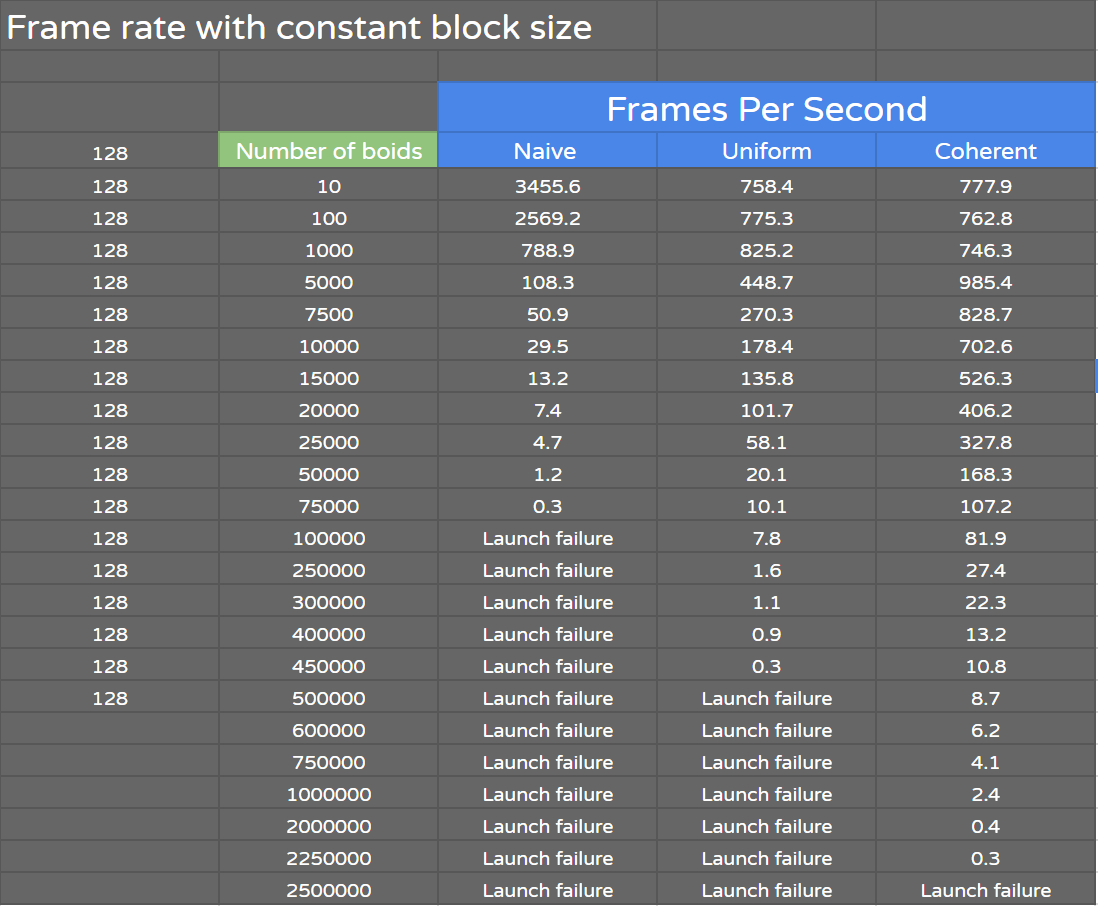 Frame rate with constant block size
Frames Per Second
128 Number of boids Naive Uniform Coherent
128 10 3455.6 758.4 777.9
128 100 2569.2 775.3 762.8
128 1000 788.9 825.2 746.3
128 5000 108.3 448.7 985.4
128 7500 50.9 270.3 828.7
128 10000 29.5 178.4 702.6
128 15000 13.2 135.8 526.3
128 20000 7.4 101.7 406.2
128 25000 4.7 58.1 327.8
128 50000 1.2 20.1 168.3
128 75000 0.3 10.1 107.2
128 100000 Launch failure 7.8 81.9
128 250000 Launch failure 1.6 27.4
128 300000 Launch failure 1.1 22.3
128 400000 Launch failure 0.9 13.2
128 450000 Launch failure 0.3 10.8
128 500000 Launch failure Launch failure 8.7
600000 Launch failure Launch failure 6.2
750000 Launch failure Launch failure 4.1
1000000 Launch failure Launch failure 2.4
2000000 Launch failure Launch failure 0.4
2250000 Launch failure Launch failure 0.3
2500000 Launch failure Launch failure Launch failure